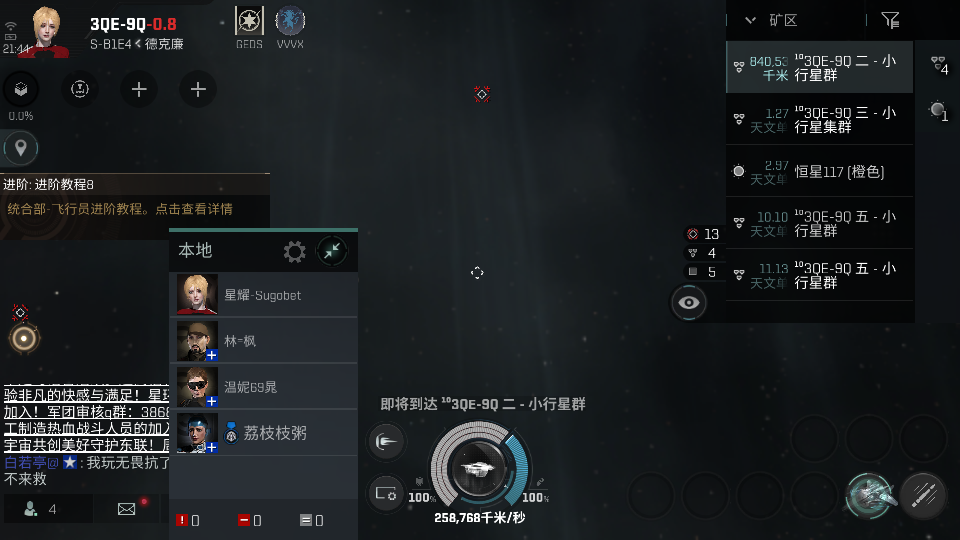 3QE-9Q-0.8
S-B1E4 < 德克廉
21:44
GEDS
VVVX
0.0%
进阶: 进阶教程8
统合部-飞行员进阶教程。点击查看详情
本地
星耀-Sugobet
林=枫
温妮69晁
荔枝枝粥
0
0
0
验非凡的快感与满足！星
加入！军团审核q群：386
工制造热血战斗人员的加入
宇宙共创美好守护东联！
白若亭@ ★ : 我玩无畏抗了
不来救
4
即将到达 ¹⁰3QE-9Q 二 - 小行星群
100%
100%
258,768千米/秒
矿区
840,53
千米
¹⁰3QE-9Q 二 - 小
行星群
1.27
天文单
¹⁰3QE-9Q 三 - 小
行星集群
2.97
天文单
恒星117 (橙色)
10.10
天文单
¹⁰3QE-9Q 五 - 小
行星群
11.13
天文单
¹⁰3QE-9Q 五 - 小
行星群
4
1
13
4
5